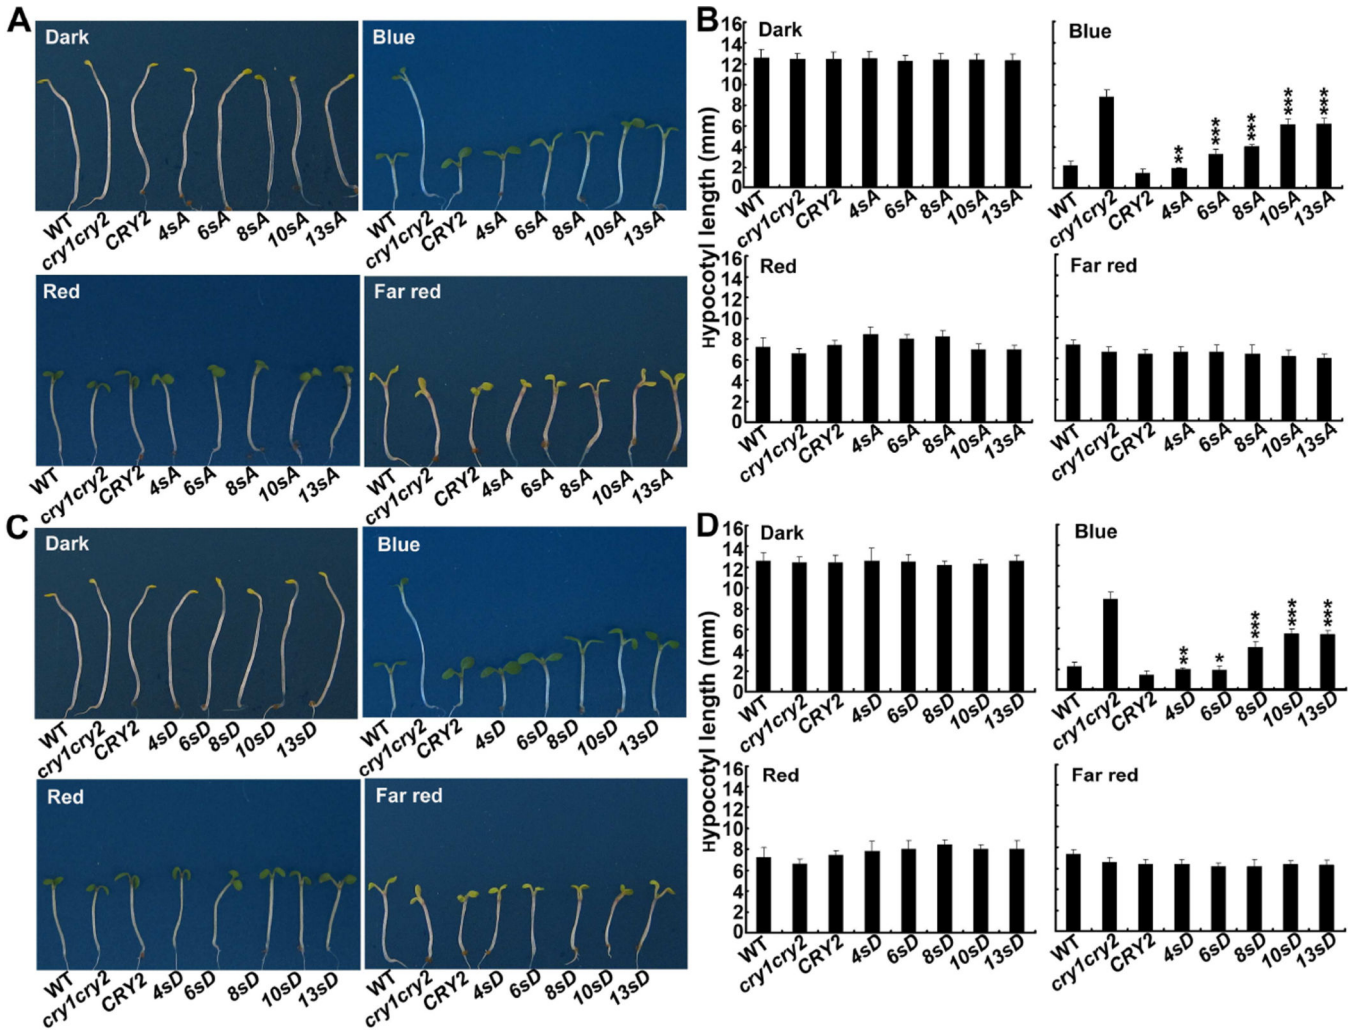 A
Dark
WT cry1cry2 CRY2 4sA 6sA 8sA 10sA 13sA
Blue
WT cry1cry2 CRY2 4sA 6sA 8sA 10sA 13sA
Red
WT cry1cry2 CRY2 4sA 6sA 8sA 10sA 13sA
Far red
WT cry1cry2 CRY2 4sA 6sA 8sA 10sA 13sA
B
Hypocotyl length (mm)
Dark
16
14
12
10
8
6
4
2
0
WT cry1cry2 CRY2 4sA 6sA 8sA 10sA 13sA
Blue
** *** *** *** ***
WT cry1cry2 CRY2 4sA 6sA 8sA 10sA 13sA
Red
16
14
12
10
8
6
4
2
0
WT cry1cry2 CRY2 4sA 6sA 8sA 10sA 13sA
Far red
WT cry1cry2 CRY2 4sA 6sA 8sA 10sA 13sA
C
Dark
WT cry1cry2 CRY2 4sD 6sD 8sD 10sD 13sD
Blue
WT cry1cry2 CRY2 4sD 6sD 8sD 10sD 13sD
Red
WT cry1cry2 CRY2 4sD 6sD 8sD 10sD 13sD
Far red
WT cry1cry2 CRY2 4sD 6sD 8sD 10sD 13sD
D
Hypocotyl length (mm)
Dark
16
14
12
10
8
6
4
2
0
WT cry1cry2 CRY2 4sD 6sD 8sD 10sD 13sD
Blue
** * *** *** ***
WT cry1cry2 CRY2 4sD 6sD 8sD 10sD 13sD
Red
16
14
12
10
8
6
4
2
0
WT cry1cry2 CRY2 4sD 6sD 8sD 10sD 13sD
Far red
WT cry1cry2 CRY2 4sD 6sD 8sD 10sD 13sD